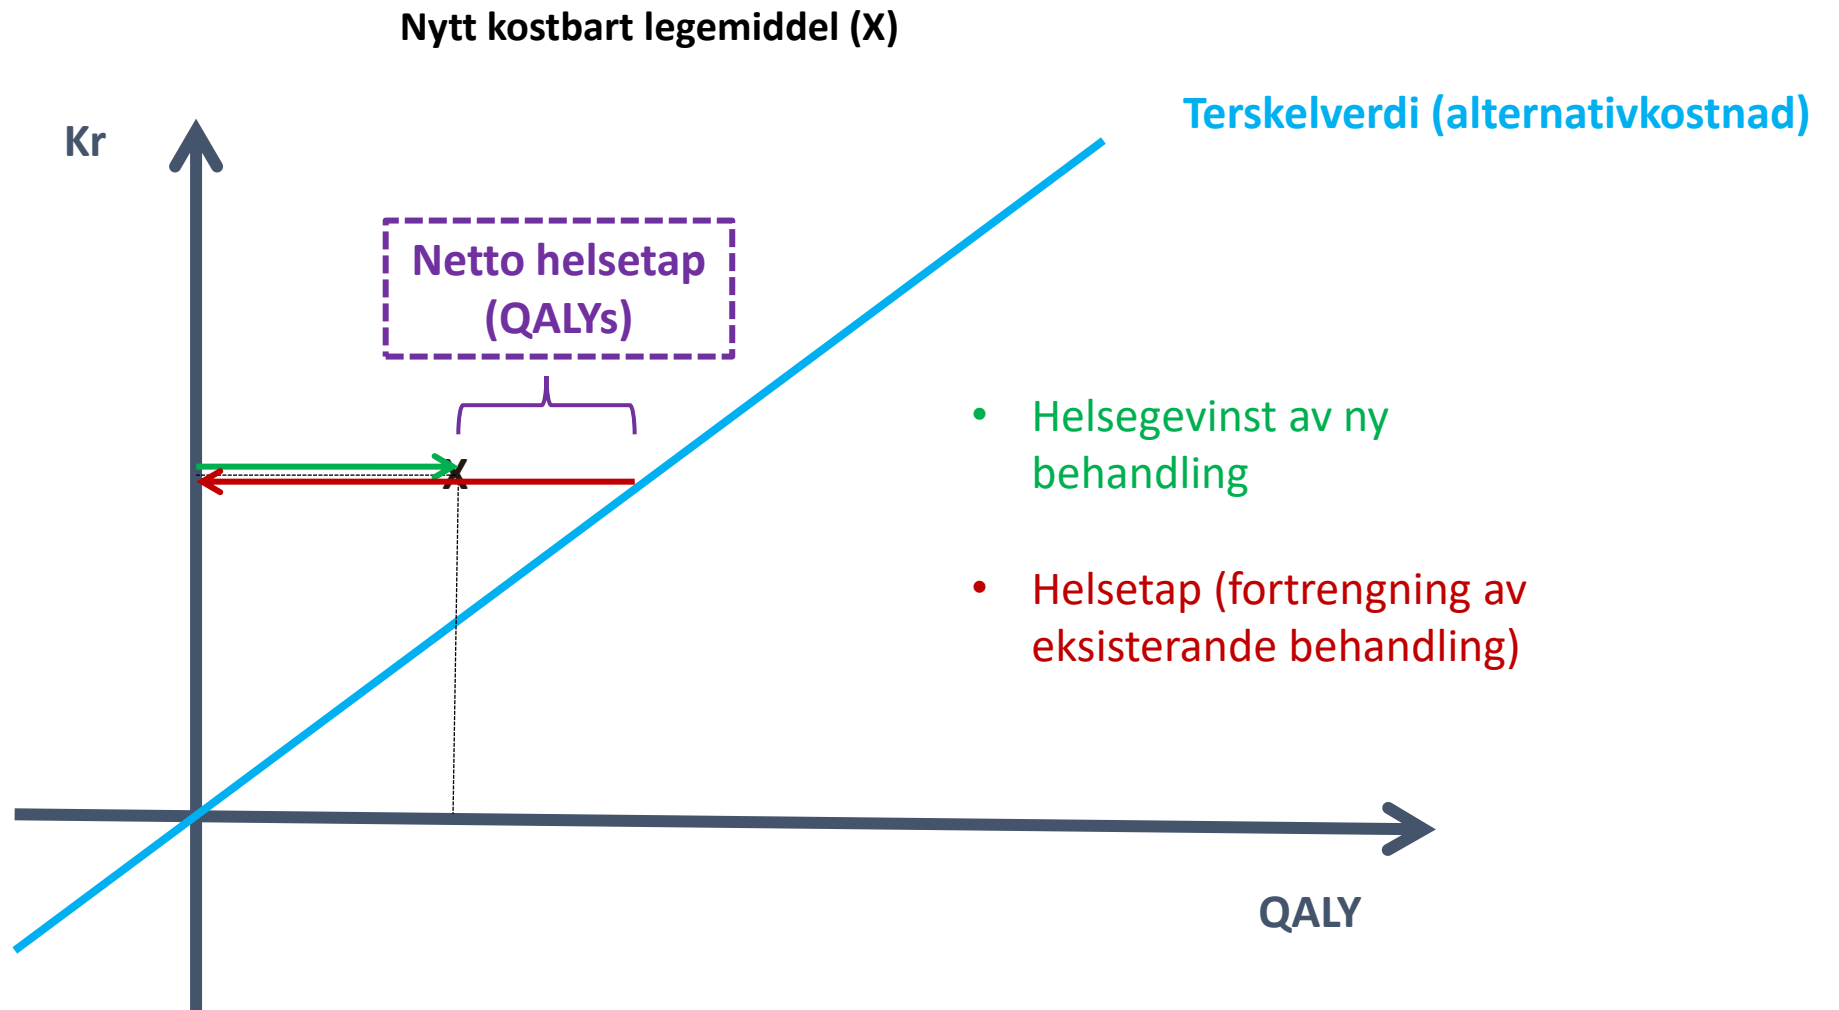 Nytt kostbart legemiddel (X)
Terskelverdi (alternativkostnad)
Kr
Netto helsetap
(QALYs)
X
• Helsegevinst av ny
behandling
• Helsetap (fortrengning av
eksisterande behandling)
QALY